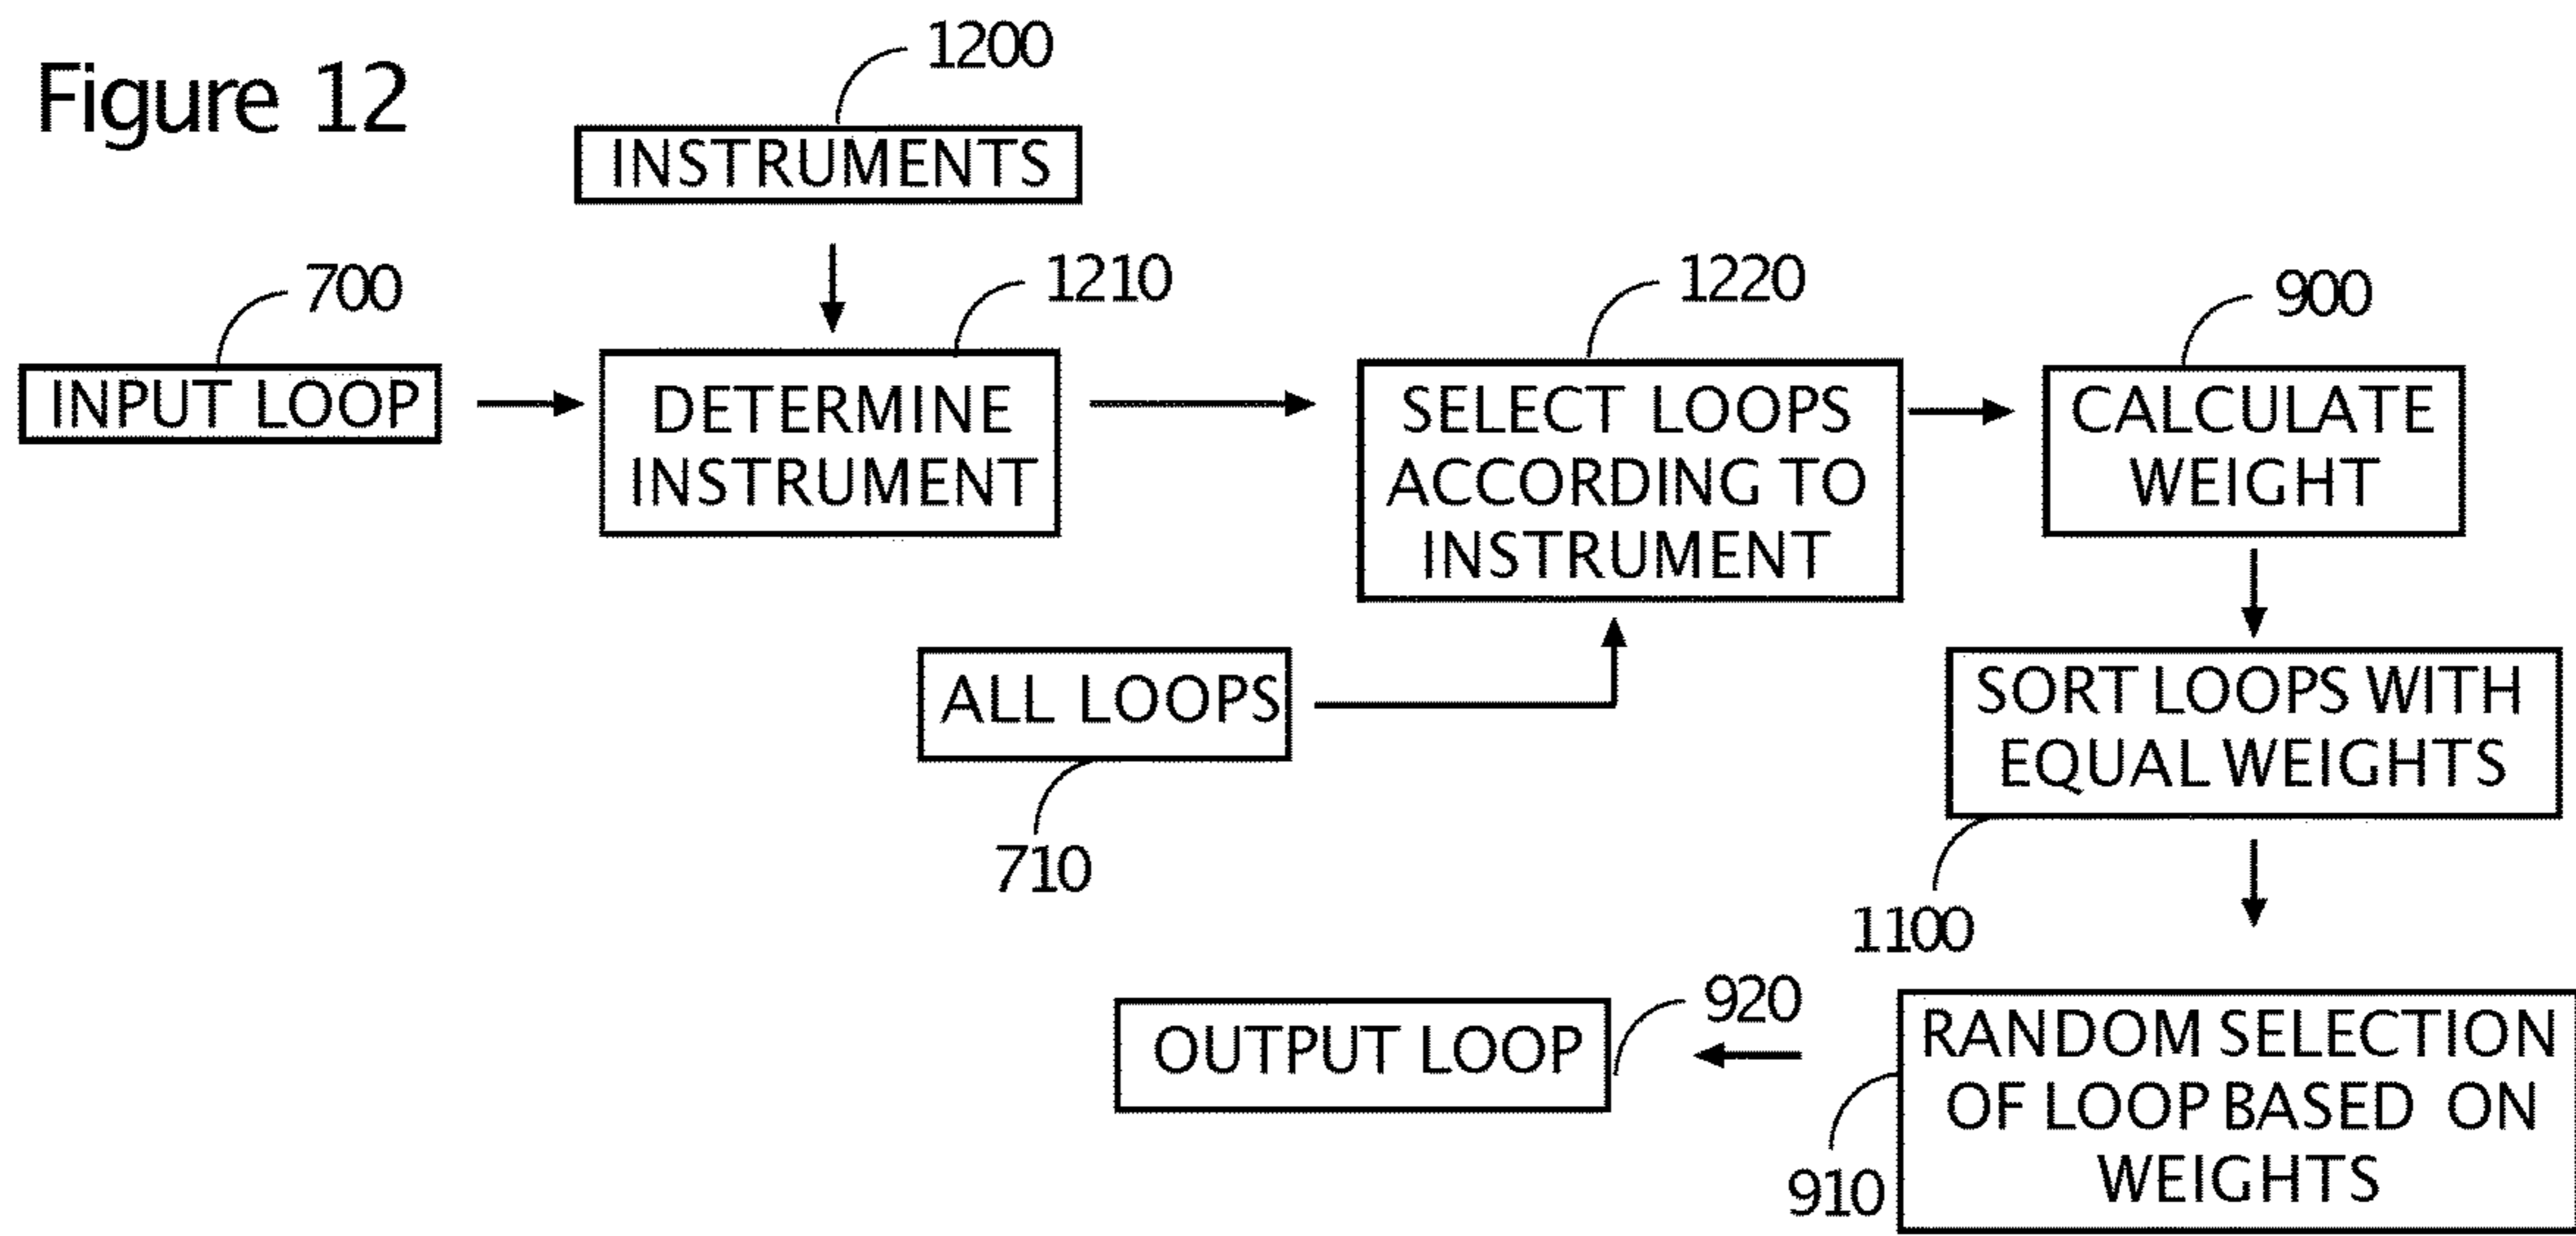 Figure 12
1200
INSTRUMENTS
700
1210
1220
900
INPUT LOOP
DETERMINE
INSTRUMENT
SELECT LOOPS
ACCORDING TO
INSTRUMENT
CALCULATE
WEIGHT
ALL LOOPS
710
SORT LOOPS WITH
EQUAL WEIGHTS
1100
OUTPUT LOOP
920
RANDOM SELECTION
OF LOOP BASED ON
WEIGHTS
910